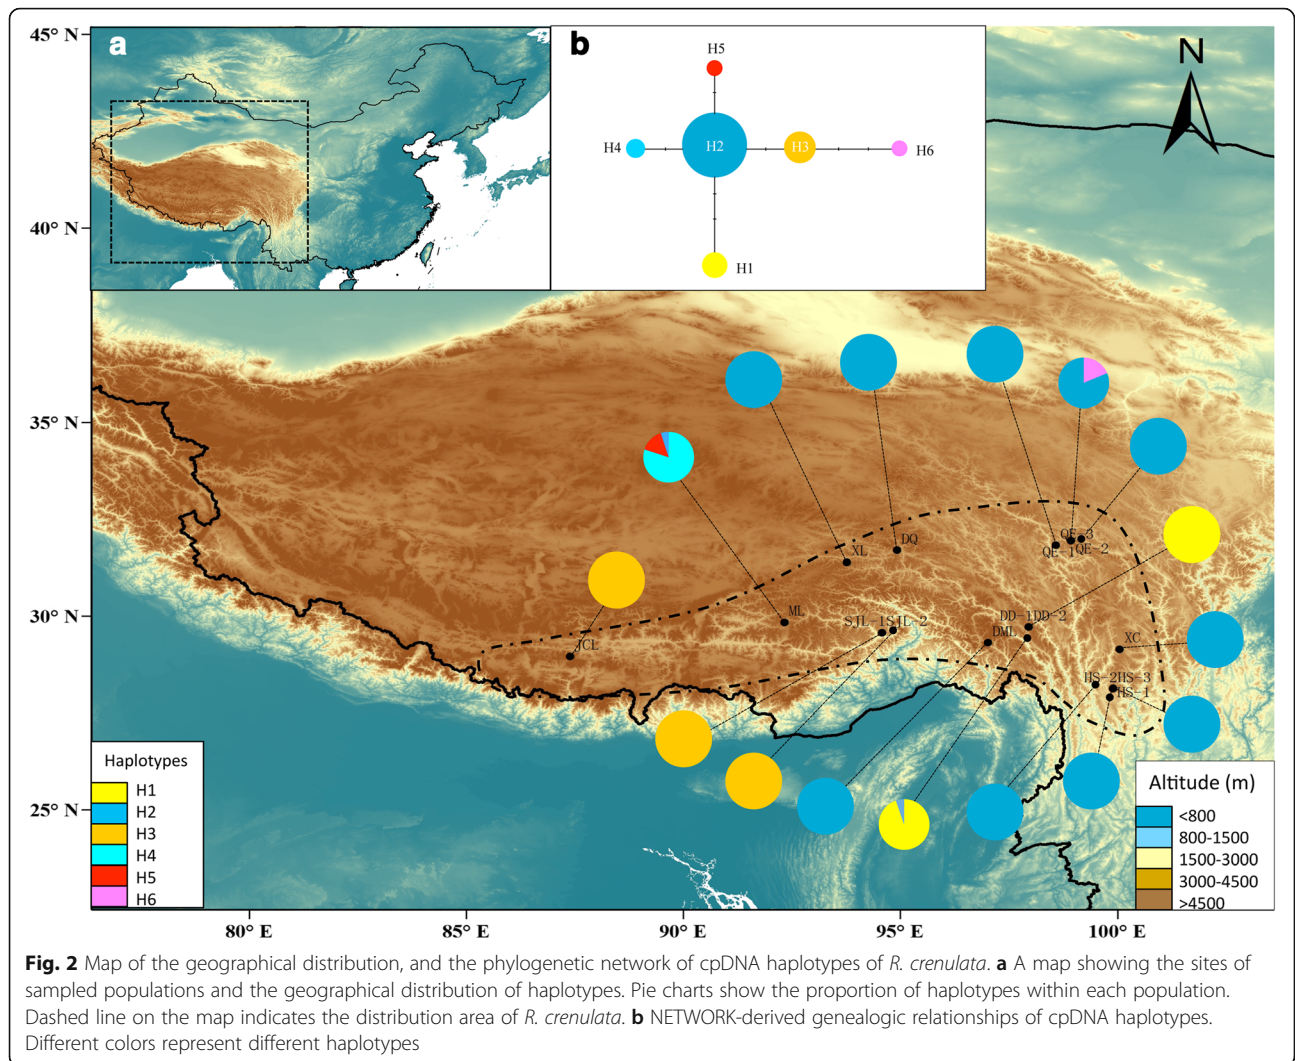 45° N
40° N
35° N
30° N
25° N
a
b
H5
H4
H2
H3
H6
H1
N
XL
DQ
QE-3
QE-1
QE-2
ML
JCL
SJL-1
SJL-2
DML
DD-1
DD-2
XC
HS-2
HS-3
HS-1
Haplotypes
H1
H2
H3
H4
H5
H6
Altitude (m)
<800
800-1500
1500-3000
3000-4500
>4500
80° E
85° E
90° E
95° E
100° E
Fig. 2 Map of the geographical distribution, and the phylogenetic network of cpDNA haplotypes of R. crenulata. a A map showing the sites of
sampled populations and the geographical distribution of haplotypes. Pie charts show the proportion of haplotypes within each population.
Dashed line on the map indicates the distribution area of R. crenulata. b NETWORK-derived genealogic relationships of cpDNA haplotypes.
Different colors represent different haplotypes